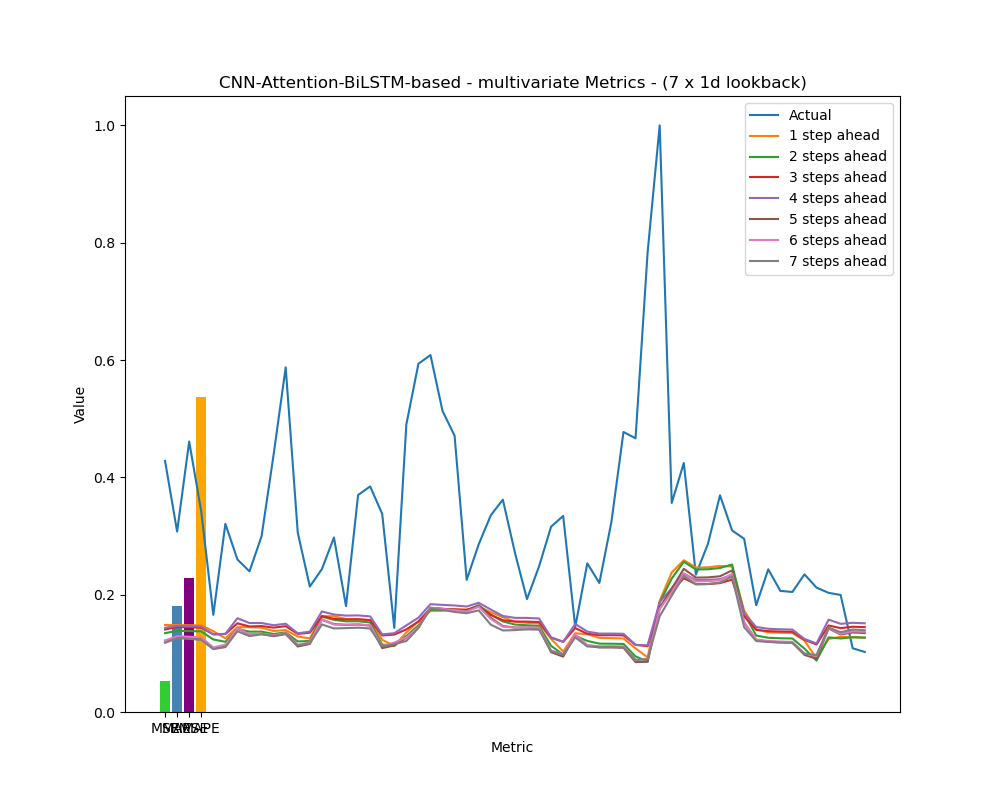 CNN-Attention-BiLSTM-based - multivariate Metrics - (7 x 1d lookback)
Actual
1 step ahead
2 steps ahead
3 steps ahead
4 steps ahead
5 steps ahead
6 steps ahead
7 steps ahead
1.0
0.8
0.6
0.4
0.2
0.0
Value
Metric